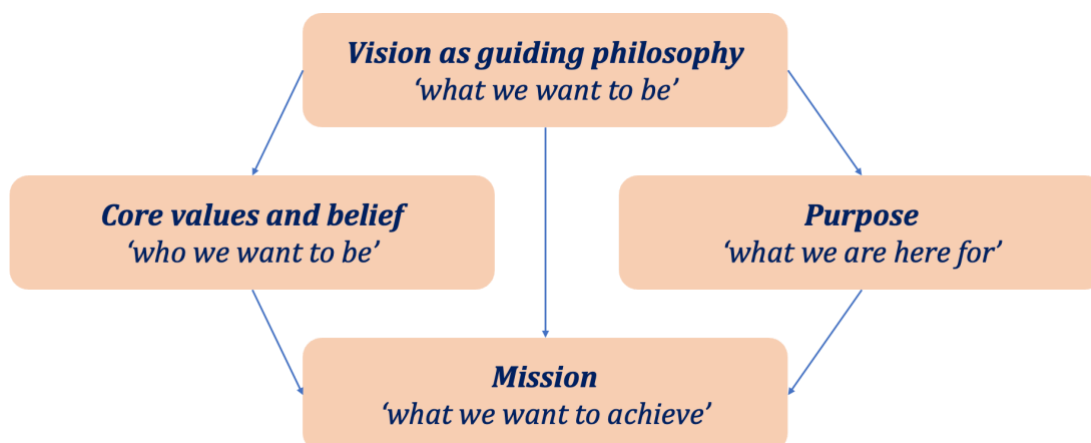 Vision as guiding philosophy
‘what we want to be’
Core values and belief
‘who we want to be’
Purpose
‘what we are here for’
Mission
‘what we want to achieve’